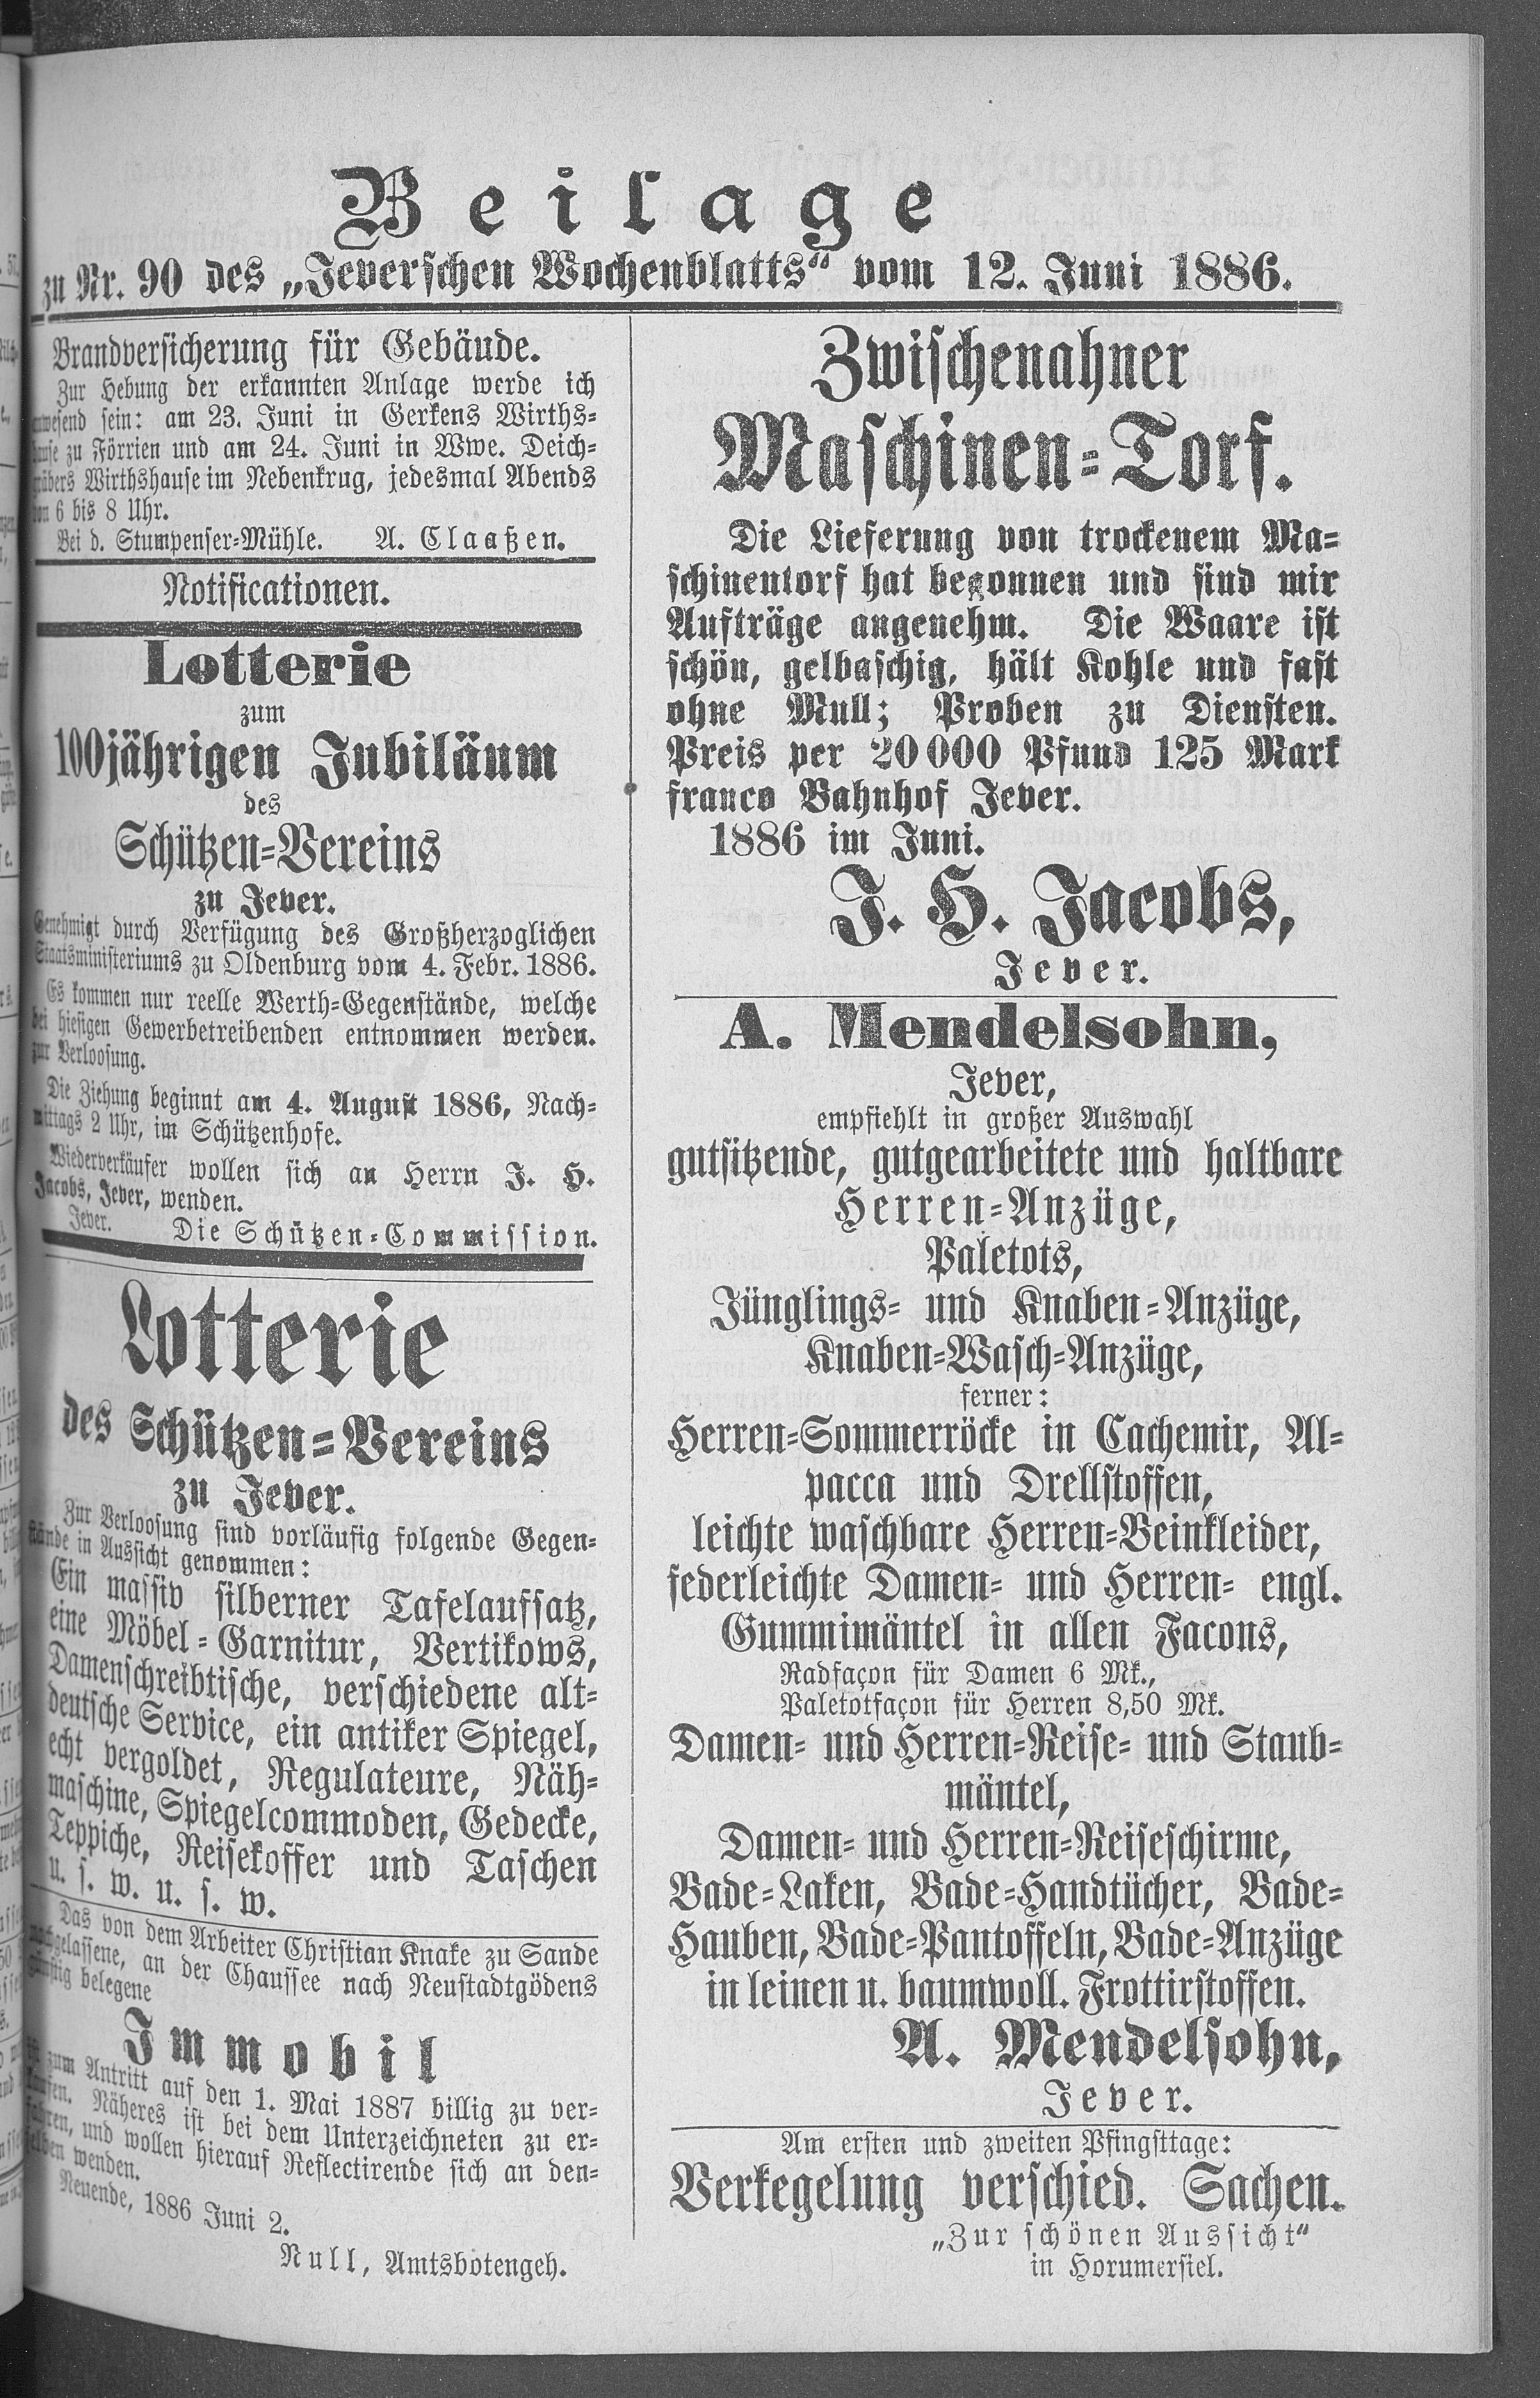 Beilage
zu Nr. 90 des „Jeverschen Wochenblatts“ vom 12. Juni 1886.
Brandversicherung für Gebäude.
Zur Hebung der erkannten Anlage werde ich
anwesend sein: am 23. Juni in Gerkens Wirths-
hause zu Förrien und am 24. Juni in Wwe. Deich-
gräbers Wirthshause im Nebenkrug, jedesmal Abends
von 6 bis 8 Uhr.
Bei d. Stumpenser-Mühle. A. Claaßen.
Notificationen.
Lotterie
zum
100jährigen Jubiläum
des
Schützen-Vereins
zu Jever.
Genehmigt durch Verfügung des Großherzoglichen
Staatsministeriums zu Oldenburg vom 4. Febr. 1886.
Es kommen nur reelle Werth-Gegenstände, welche
bei hiesigen Gewerbetreibenden entnommen werden.
zur Verloosung.
Die Ziehung beginnt am 4. August 1886, Nach-
mittags 2 Uhr, im Schützenhofe.
Wiederverkäufer wollen sich an Herrn J. H.
Jacobs, Jever, wenden.
Jever. Die Schützen-Commission.
Lotterie
des Schützen-Vereins
zu Jever.
Zur Verloosung sind vorläufig folgende Gegen-
stände in Aussicht genommen:
Ein massiv silberner Tafelaufsatz,
eine Möbel-Garnitur, Vertikows,
Damenschreibtische, verschiedene alt-
deutsche Service, ein antiker Spiegel,
echt vergoldet, Regulateure, Näh-
maschine, Spiegelcommoden, Gedecke,
Teppiche, Reisekoffer und Taschen
u. s. w. u. s. w.
Das von dem Arbeiter Christian Knake zu Sande
nachgelassene, an der Chaussee nach Neustadtgödens
günstig belegene
Immobil
zum Antritt auf den 1. Mai 1887 billig zu ver-
kaufen. Näheres ist bei dem Unterzeichneten zu er-
fahren, und wollen hierauf Reflectirende sich an den-
selben wenden.
Neuende, 1886 Juni 2.
Null, Amtsbotengeh.
Zwischenahner
Maschinen-Torf.
Die Lieferung von trockenem Ma-
schinentorf hat begonnen und sind mir
Aufträge angenehm. Die Waare ist
schön, gelbaschig, hält Kohle und fast
ohne Mull; Proben zu Diensten.
Preis per 20 000 Pfund 125 Mark
franco Bahnhof Jever.
1886 im Juni.
J. H. Jacobs,
Jever.
A. Mendelsohn,
Jever,
empfiehlt in großer Auswahl
gutsitzende, gutgearbeitete und haltbare
Herren-Anzüge,
Paletots,
Jünglings- und Knaben-Anzüge,
Knaben-Wasch-Anzüge,
ferner:
Herren-Sommerröcke in Cachemir, Al-
pacca und Drellstoffen,
leichte waschbare Herren-Beinkleider,
federleichte Damen- und Herren- engl.
Gummimäntel in allen Facons,
Radfaçon für Damen 6 Mk.,
Paletotfaçon für Herren 8,50 Mk.
Damen- und Herren-Reise- und Staub-
mäntel,
Damen- und Herren-Reiseschirme,
Bade-Laken, Bade-Handtücher, Bade-
Hauben, Bade-Pantoffeln, Bade-Anzüge
in leinen u. baumwoll. Frottirstoffen.
A. Mendelsohn,
Jever.
Am ersten und zweiten Pfingsttage:
Verkegelung verschied. Sachen.
„Zur schönen Aussicht“
in Horumersiel.